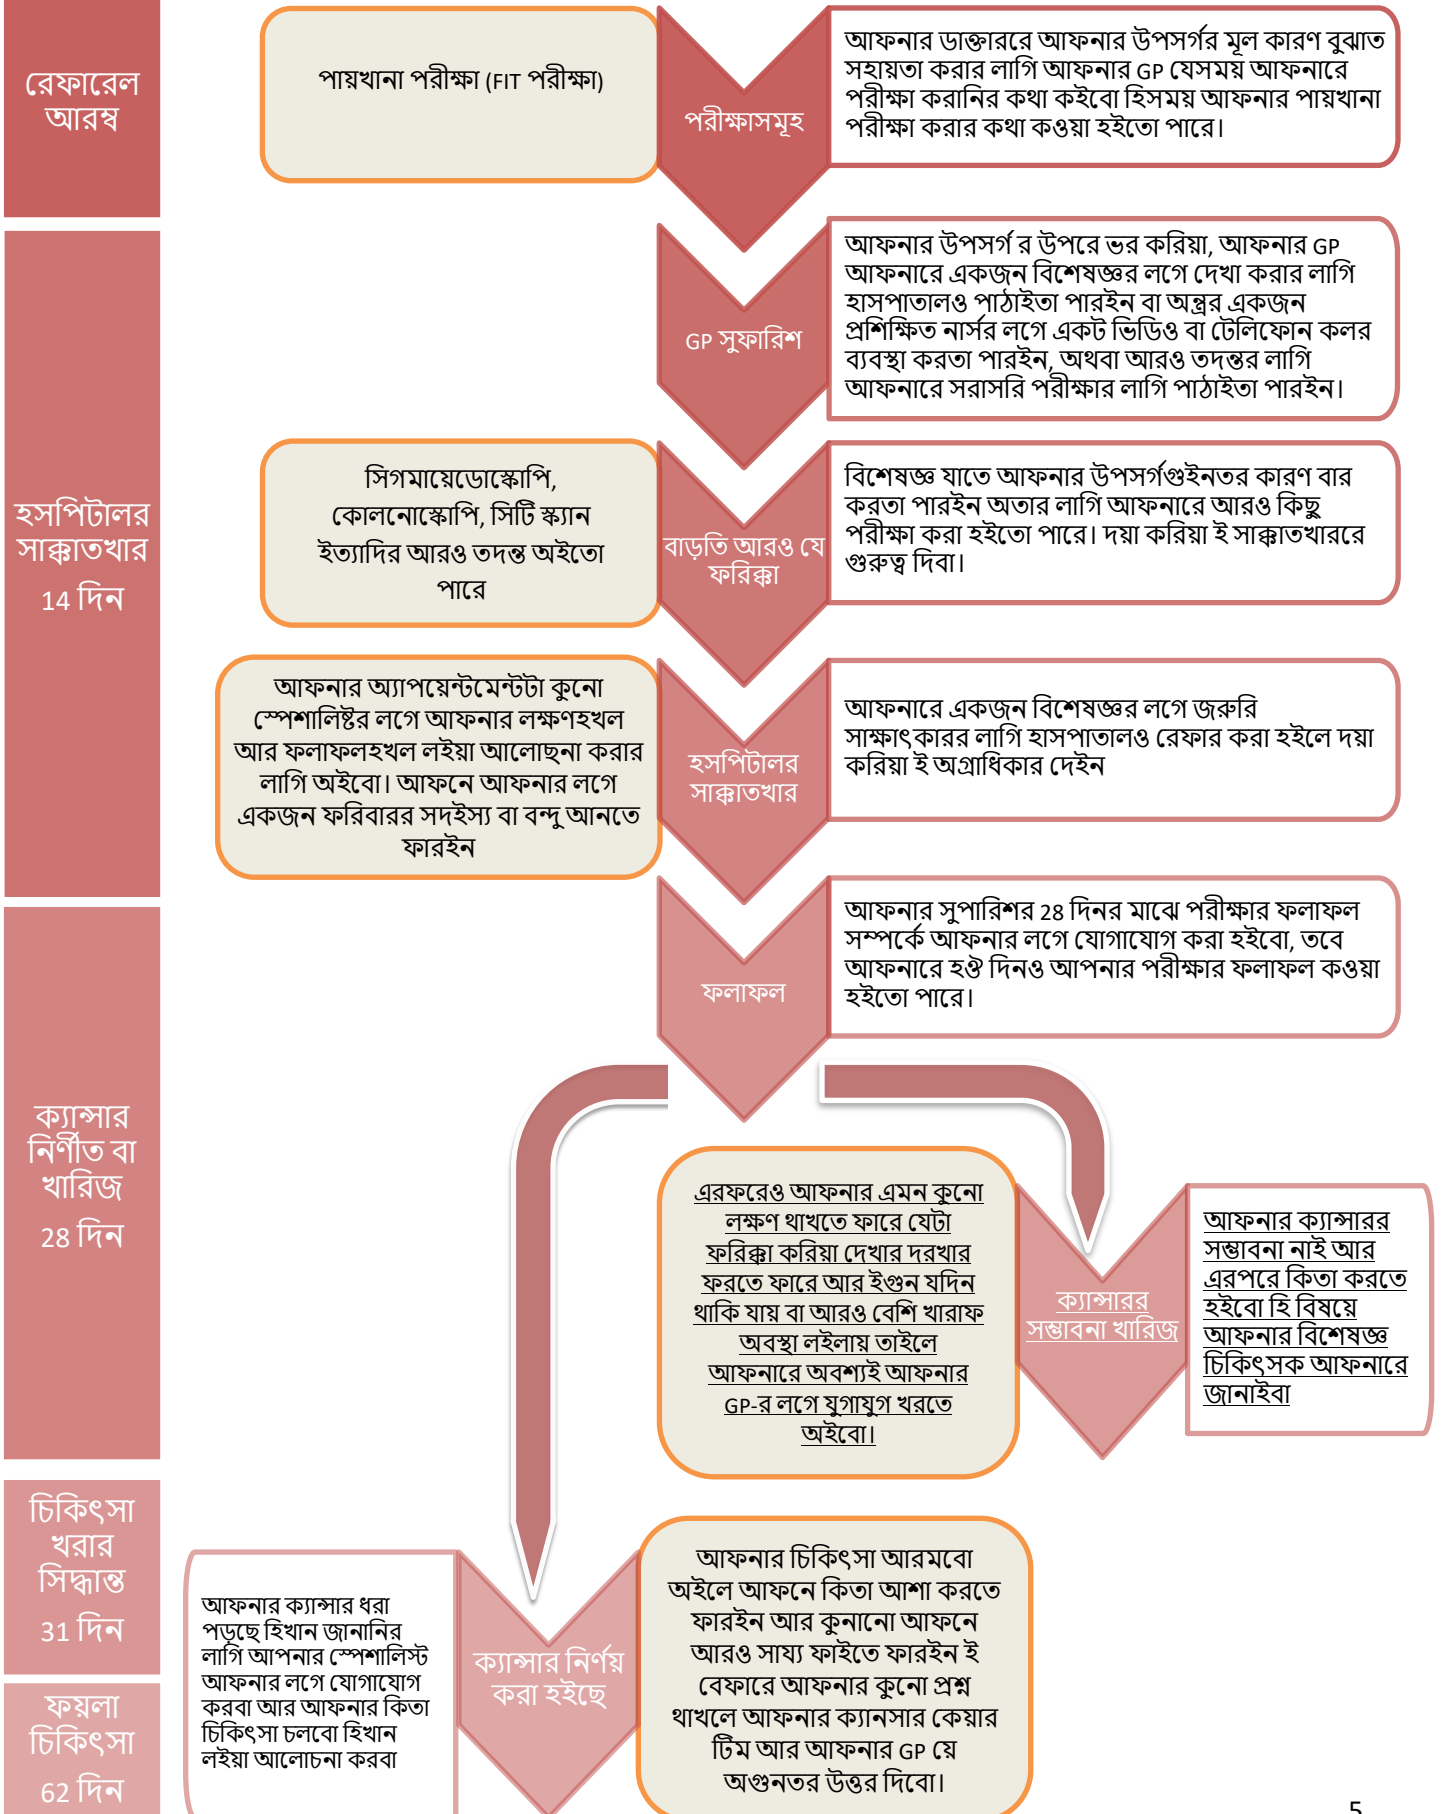 রেফারেল
আরম্ব
পায়খানা পরীক্ষা (FIT পরীক্ষা)
পরীক্ষাসমূহ
আফনার ডাক্তাররে আফনার উপসর্গর মূল কারণ বুঝাত
সহায়তা করার লাগি আফনার GP যেসময় আফনারে
পরীক্ষা করানির কথা কইবো হিসময় আফনার পায়খানা
পরীক্ষা করার কথা কওয়া হইতো পারে।
হসপিটালর
সাক্কাতখার
14 দিন
GP সুফারিশ
আফনার উপসর্গ র উপরে ভর করিয়া, আফনার GP
আফনারে একজন বিশেষজ্ঞর লগে দেখা করার লাগি
হাসপাতালও পাঠাইতা পারইন বা অন্ত্রর একজন
প্রশিক্ষিত নার্সর লগে একট ভিডিও বা টেলিফোন কলর
ব্যবস্থা করতা পারইন, অথবা আরও তদন্তর লাগি
আফনারে সরাসরি পরীক্ষার লাগি পাঠাইতা পারইন।
সিগমায়েডোস্কোপি,
কোলনোস্কোপি, সিটি স্ক্যান
ইত্যাদির আরও তদন্ত অইতো
পারে
বাড়তি আরও যে
ফরিক্কা
বিশেষজ্ঞ যাতে আফনার উপসর্গগুইনতর কারণ বার
করতা পারইন অতার লাগি আফনারে আরও কিছু
পরীক্ষা করা হইতো পারে। দয়া করিয়া ই সাক্কাতখাররে
গুরুত্ব দিবা।
আফনার অ্যাপয়েন্টমেন্টটা কুনো
স্পেশালিষ্টর লগে আফনার লক্ষণহখল
আর ফলাফলহখল লইয়া আলোছনা করার
লাগি অইবো। আফনে আফনার লগে
একজন ফরিবারর সদইস্য বা বন্দু আনতে
ফারইন
হসপিটালর
সাক্কাতখার
আফনারে একজন বিশেষজ্ঞর লগে জরুরি
সাক্ষাৎকারর লাগি হাসপাতালও রেফার করা হইলে দয়া
করিয়া ই অগ্রাধিকার দেইন
ক্যান্সার
নির্ণীত বা
খারিজ
28 দিন
ফলাফল
আফনার সুপারিশর 28 দিনর মাঝে পরীক্ষার ফলাফল
সম্পর্কে আফনার লগে যোগাযোগ করা হইবো, তবে
আফনারে হঔ দিনও আপনার পরীক্ষার ফলাফল কওয়া
হইতো পারে।
এরফরেও আফনার এমন কুনো
লক্ষণ থাখতে ফারে যেটা
ফরিক্কা করিয়া দেখার দরখার
ফরতে ফারে আর ইগুন যদিন
থাকি যায় বা আরও বেশি খারাফ
অবস্থা লইলায় তাইলে
আফনারে অবশ্যই আফনার
GP-র লগে যুগাযুগ খরতে
অইবো।
ক্যান্সারর
সম্ভাবনা খারিজ
আফনার ক্যান্সারর
সম্ভাবনা নাই আর
এরপরে কিতা করতে
হইবো হি বিষয়ে
আফনার বিশেষজ্ঞ
চিকিৎসক আফনারে
জানাইবা
চিকিৎসা
খরার
সিদ্ধান্ত
31 দিন
ফয়লা
চিকিৎসা
62 দিন
আফনার ক্যান্সার ধরা
পড়ছে হিখান জানানির
লাগি আপনার স্পেশালিস্ট
আফনার লগে যোগাযোগ
করবা আর আফনার কিতা
চিকিৎসা চলবো হিখান
লইয়া আলোচনা করবা
ক্যান্সার নির্ণয়
করা হইছে
আফনার চিকিৎসা আরমবো
অইলে আফনে কিতা আশা করতে
ফারইন আর কুনানো আফনে
আরও সায্য ফাইতে ফারইন ই
বেফারে আফনার কুনো প্রশ্ন
থাখলে আফনার ক্যানসার কেয়ার
টিম আর আফনার GP য়ে
অগুনতর উত্তর দিবো।
5